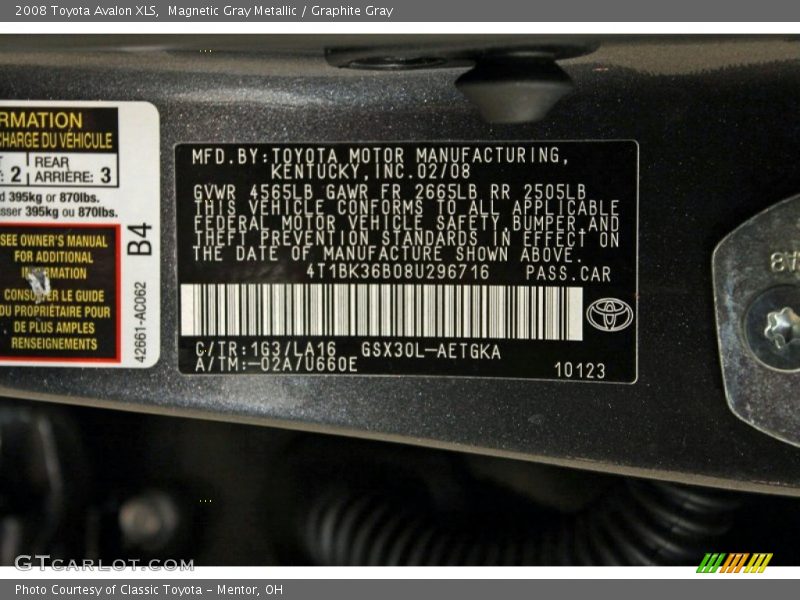 2008 Toyota Avalon XLS,  Magnetic Gray Metallic / Graphite Gray
RMATION
CHARGE DU VÉHICULE
: 2 REAR
ARRIÈRE: 3
395kg or 870lbs.
sser 395kg ou 870lbs.
SEE OWNER'S MANUAL
FOR ADDITIONAL
LE GUIDE
DU PROPRIÉTAIRE POUR
DE PLUS AMPLES
RENSEIGNEMENTS
B4
42661-AC062
MFD.BY:TOYOTA MOTOR MANUFACTURING,
KENTUCKY,INC.02/08
GVWR 4565LB GAWR FR 2665LB RR 2505LB
THIS VEHICLE CONFORMS TO ALL APPLICABLE
FEDERAL MOTOR VEHICLE SAFETY,BUMPER,AND
THEFT PREVENTION STANDARDS IN EFFECT ON
THE DATE OF MANUFACTURE SHOWN ABOVE.
4T1BK36B08U296716 PASS.CAR
C/TR:1G3/LA16 GSX30L-AETGKA
A/TM:-02A/U660E
10123
GTCARLOT.COM
Photo Courtesy of Classic Toyota - Mentor, OH